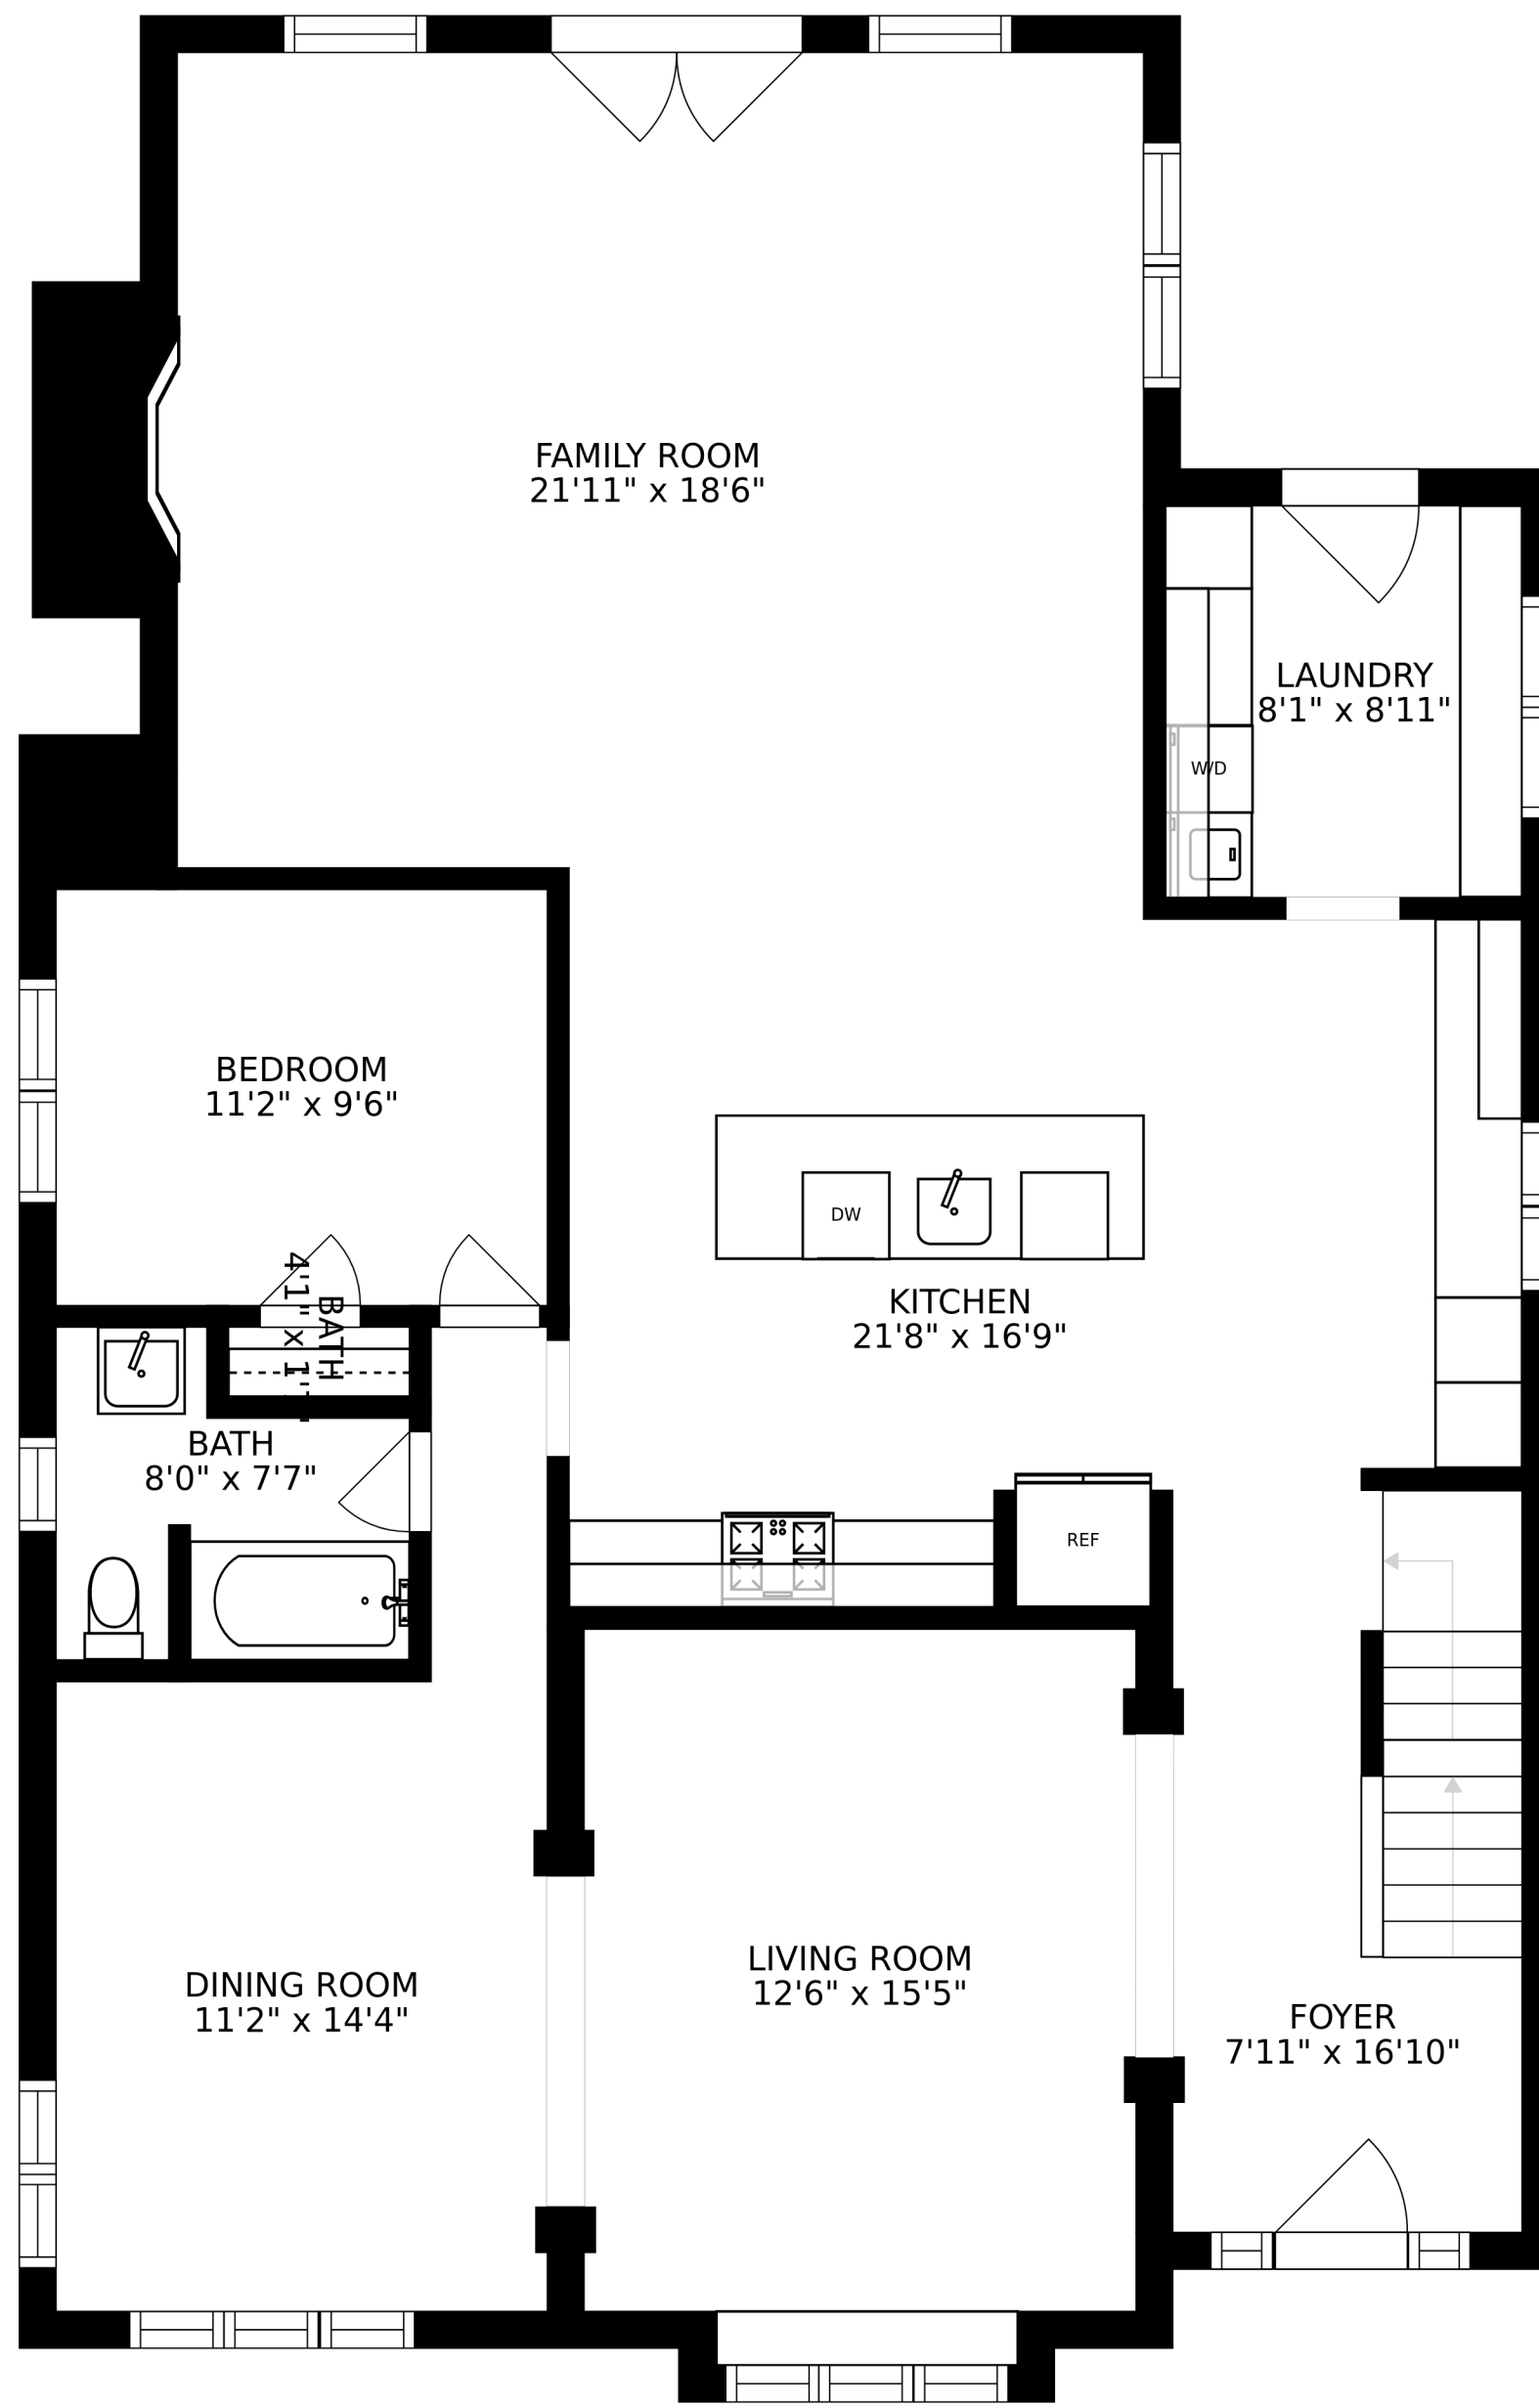 FAMILY ROOM
21'11" x 18'6"
LAUNDRY
8'1" x 8'11"
W/D
BEDROOM
11'2" x 9'6"
DW
KITCHEN
21'8" x 16'9"
BATH
4'1" x
BATH
8'0" x 7'7"
REF
LIVING ROOM
12'6" x 15'5"
DINING ROOM
11'2" x 14'4"
FOYER
7'11" x 16'10"